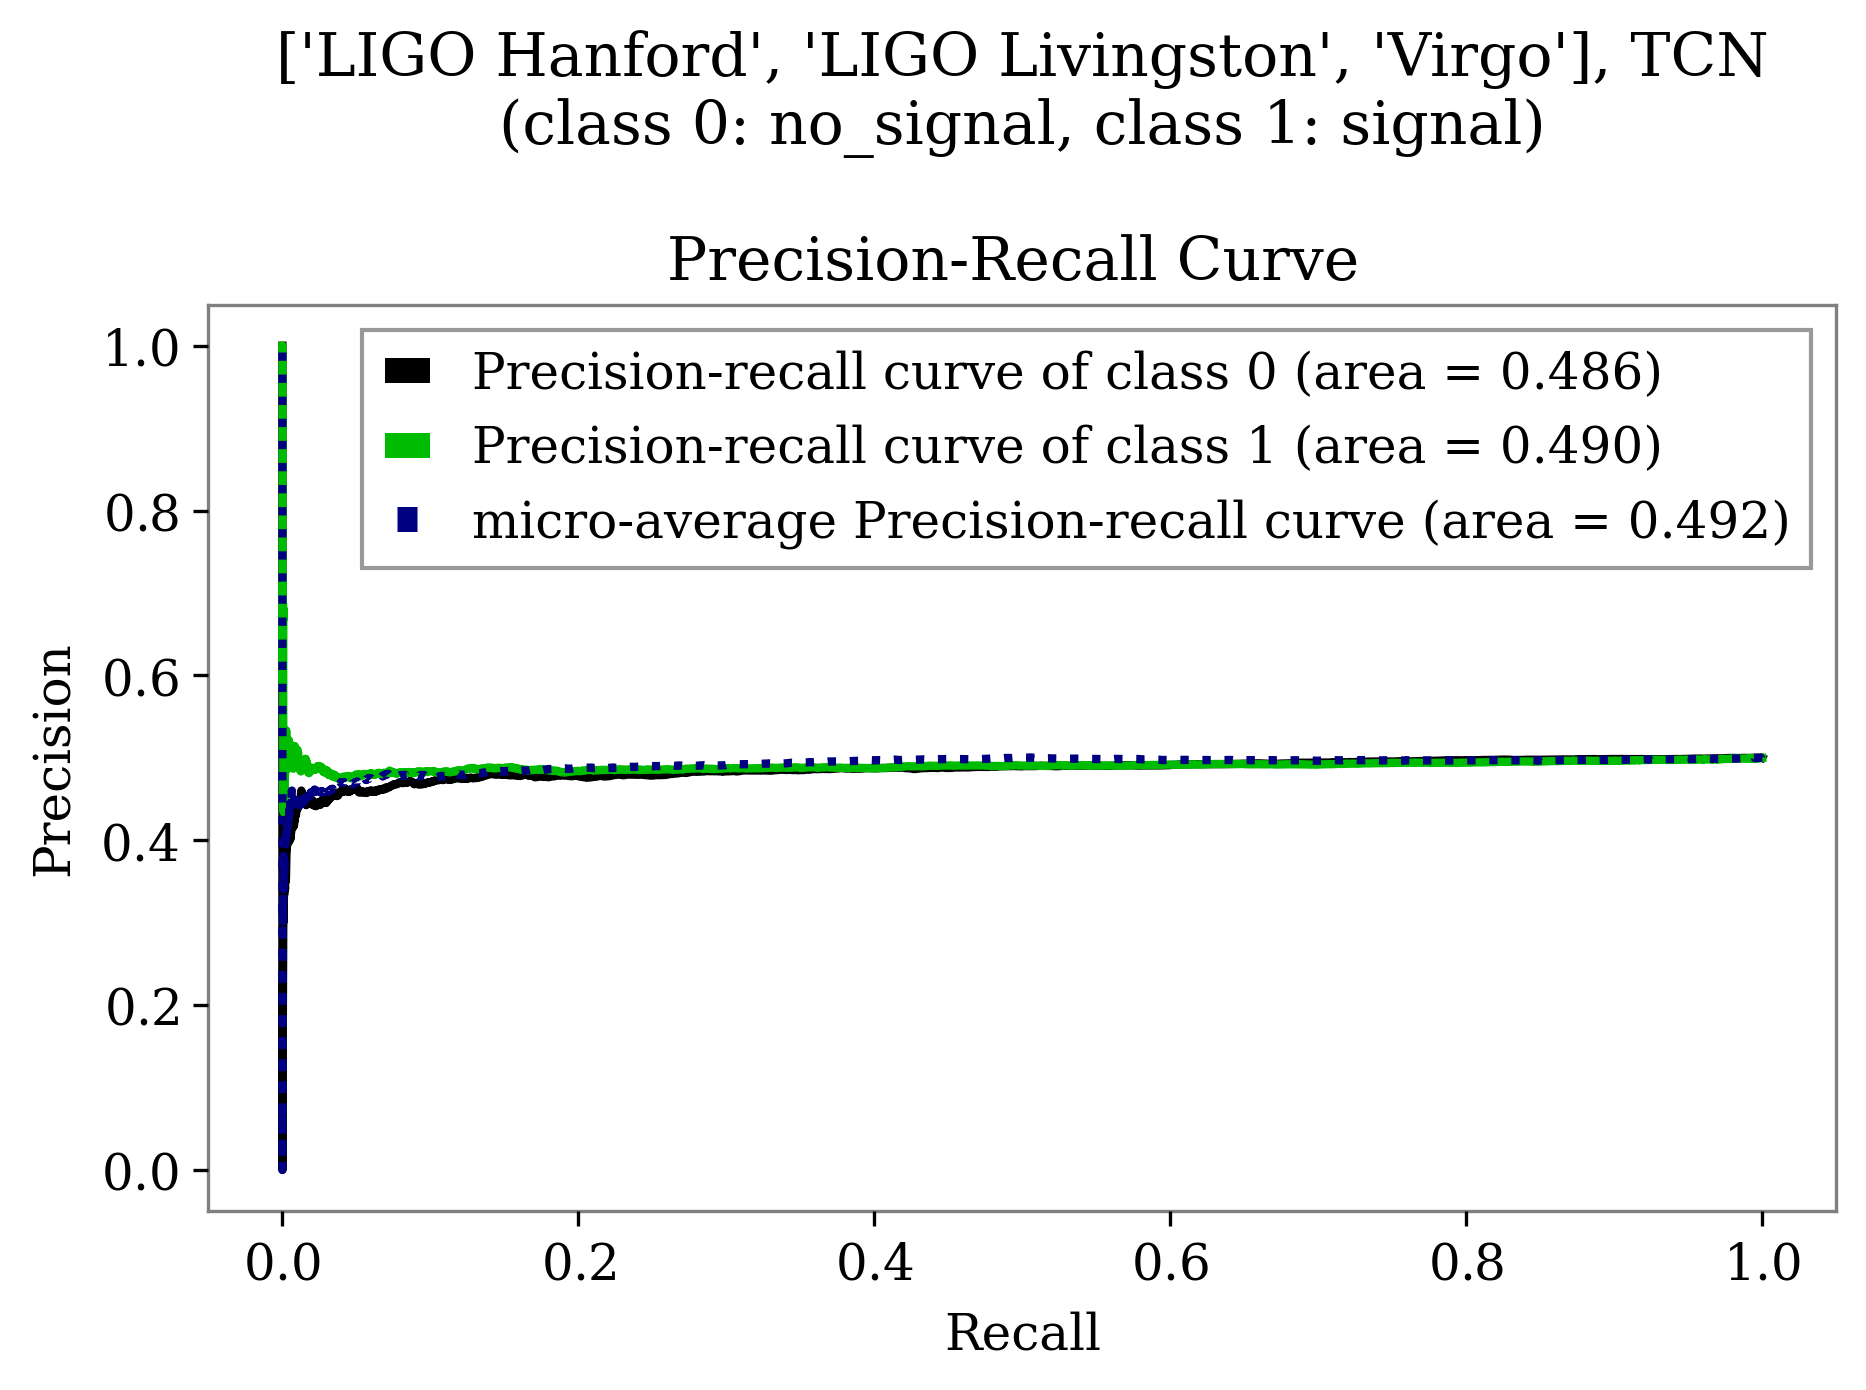 ['LIGO Hanford', 'LIGO Livingston', 'Virgo'], TCN
(class 0: no_signal, class 1: signal)
Precision-Recall Curve
Precision-recall curve of class 0 (area = 0.486)
Precision-recall curve of class 1 (area = 0.490)
micro-average Precision-recall curve (area = 0.492)
Precision
1.0
0.8
0.6
0.4
0.2
0.0
0.0 0.2 0.4 0.6 0.8 1.0
Recall